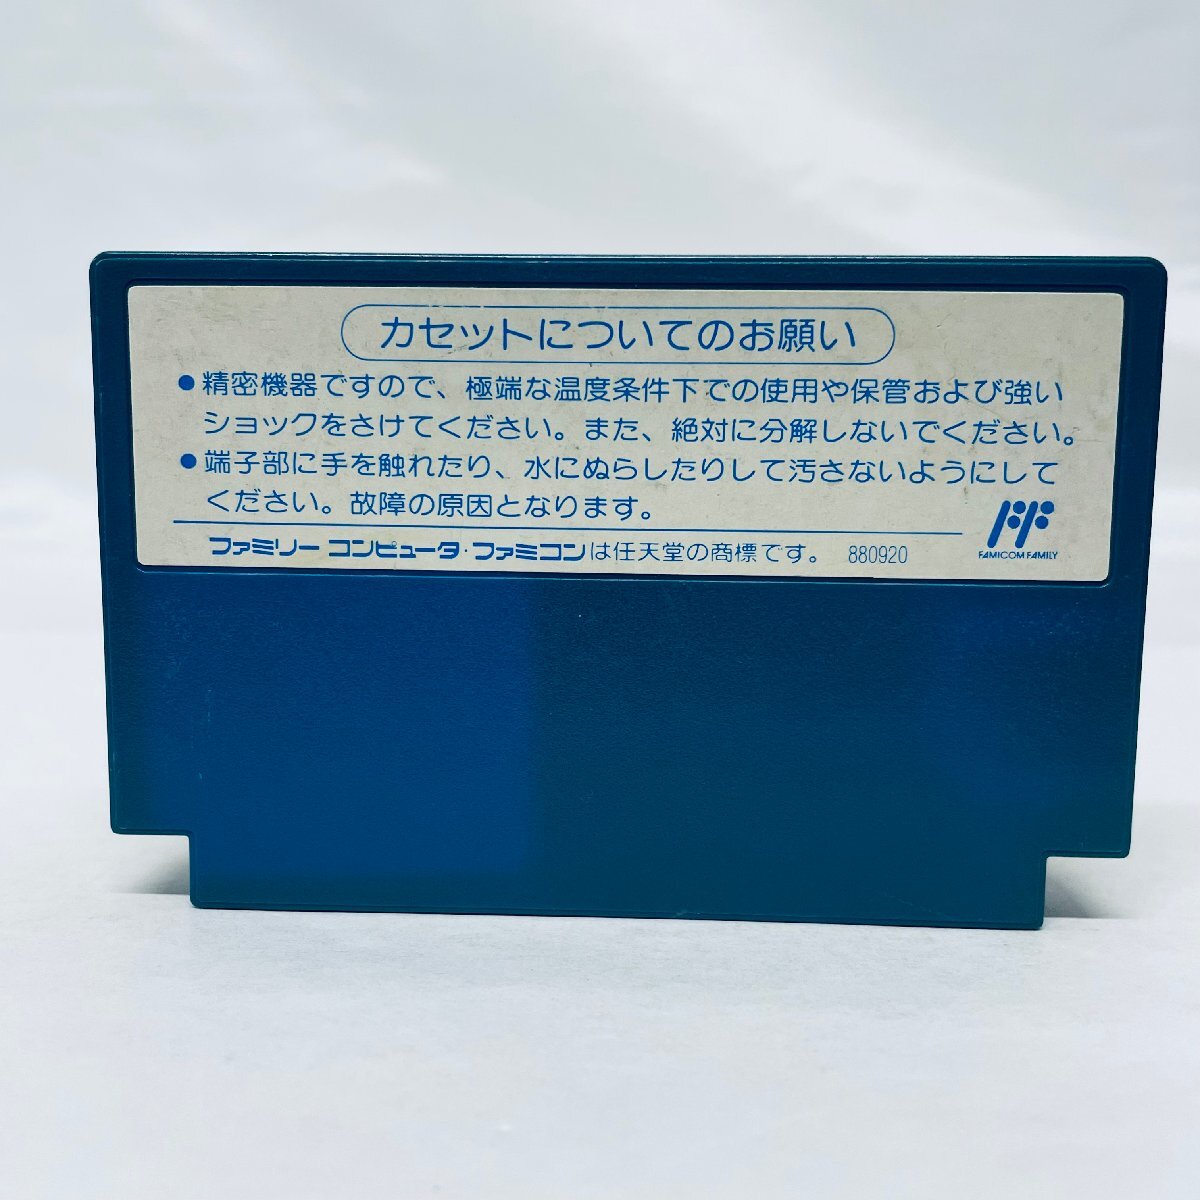 カセットについてのお願い
●精密機器ですので、極端な温度条件下での使用や保管および強い
ショックをさけてください。また、絶対に分解しないでください。
●端子部に手を触れたり、水にぬらしたりして汚さないようにして
ください。故障の原因となります。
ファミリー コンピュータ・ファミコンは任天堂の商標です。 880920
FAMICOM FAMILY